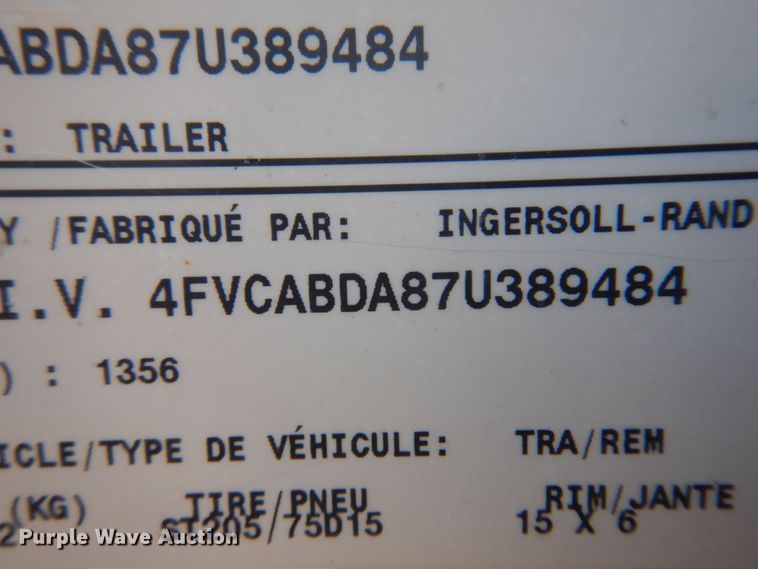 ABDA87U389484
: TRAILER
Y /FABRIQUÉ PAR: INGERSOLL-RAND
I.V. 4FVCABDA87U389484
) : 1356
ICLE/TYPE DE VÉHICULE: TRA/REM
(KG) TIRE/PNEU RIM/JANTE
2 ST205/75D15 15 X 6
Purple Wave Auction